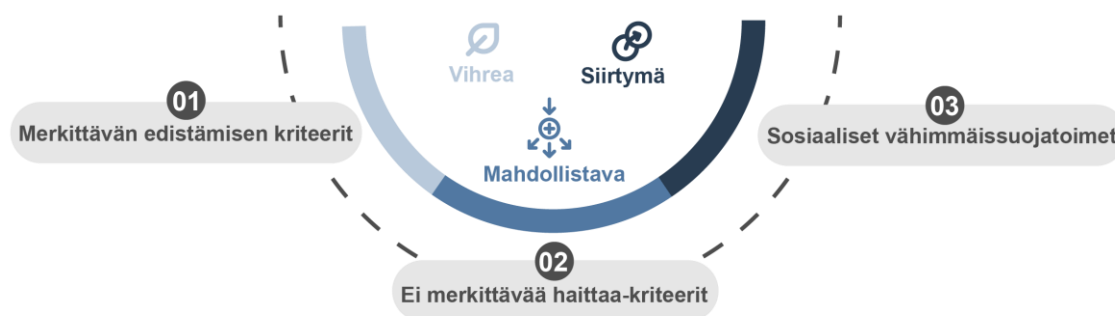 Vihrea
Siirtymä
01
Merkittävän edistämisen kriteerit
03
Sosiaaliset vähimmäissuojatoimet
Mahdollistava
02
Ei merkittävää haittaa-kriteerit